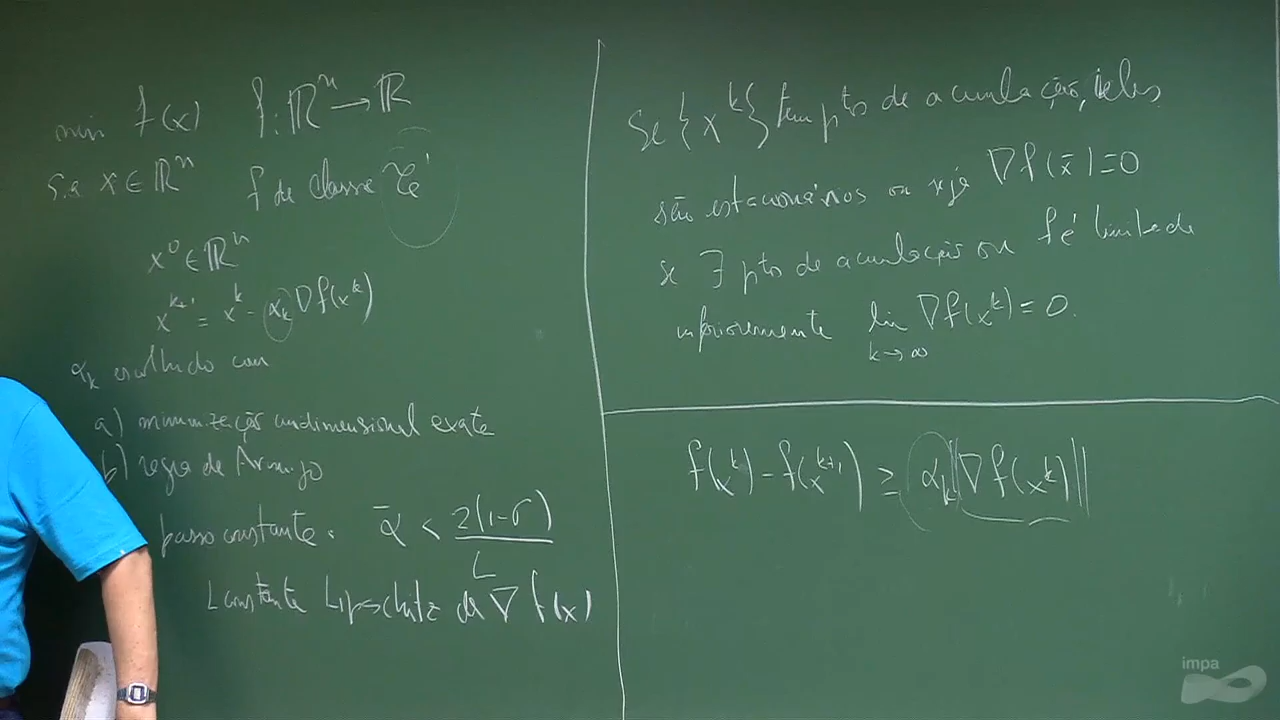 min f(x) f: ℝⁿ → ℝ
s.a x ∈ ℝⁿ f de classe 𝒞¹
x⁰ ∈ ℝⁿ
xᵏ⁺¹ = xᵏ - αₖ ∇f(xᵏ)
αₖ escolhido com
a) minimização unidimensional exata
b) regra de Armijo
passo constante. ᾱ < 2(1-σ) / L
L constante Lipschitz de ∇f(x)
Se {xᵏ} tem ptos de acumulação, eles
são estacionários ou seja ∇f(x̄)=0
se ∃ ptos de acumulação ou f é limitada
inferiormente lim k→∞ ∇f(xᵏ)=0.
f(xᵏ) - f(xᵏ⁺¹) ≥ αₖ ||∇f(xᵏ)||
impa